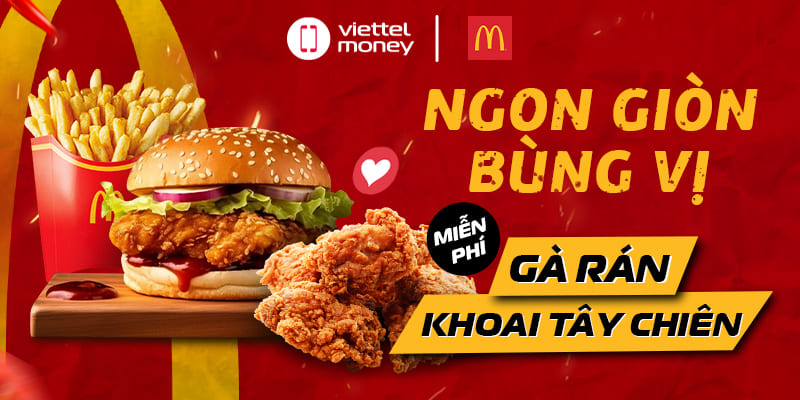 viettel
money
NGON GIÒN
BÙNG VỊ
MIỄN
PHÍ
GÀ RÁN
KHOAI TÂY CHIÊN